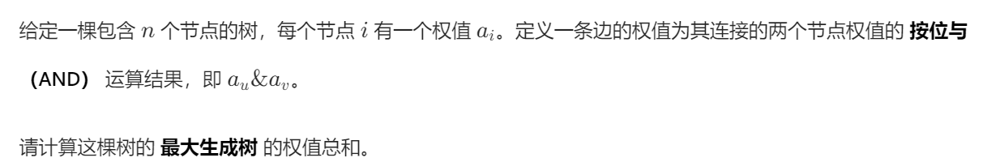 给定一棵包含 n 个节点的树，每个节点 i 有一个权值 aᵢ。定义一条边的权值为其连接的两个节点权值的 按位与
（AND） 运算结果，即 aᵤ&aᵥ。
请计算这棵树的 最大生成树 的权值总和。